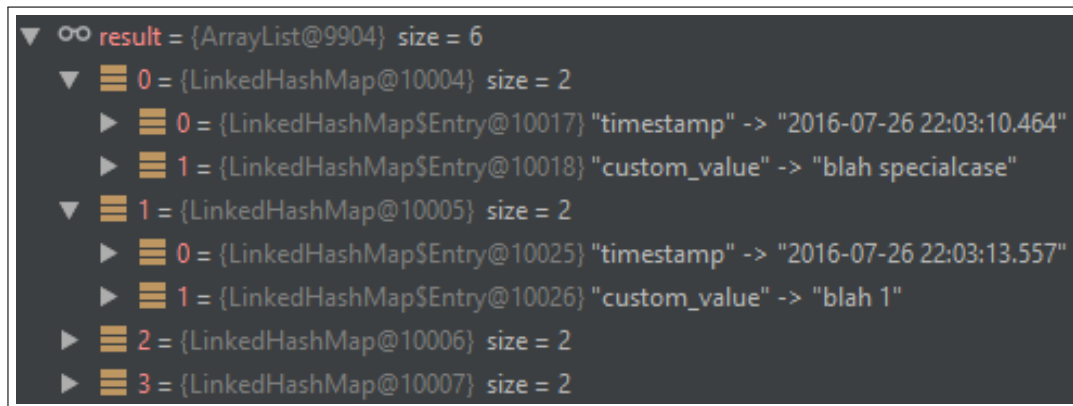 result = {ArrayList@9904} size = 6
0 = {LinkedHashMap@10004} size = 2
0 = {LinkedHashMap$Entry@10017} "timestamp" -> "2016-07-26 22:03:10.464"
1 = {LinkedHashMap$Entry@10018} "custom_value" -> "blah specialcase"
1 = {LinkedHashMap@10005} size = 2
0 = {LinkedHashMap$Entry@10025} "timestamp" -> "2016-07-26 22:03:13.557"
1 = {LinkedHashMap$Entry@10026} "custom_value" -> "blah 1"
2 = {LinkedHashMap@10006} size = 2
3 = {LinkedHashMap@10007} size = 2